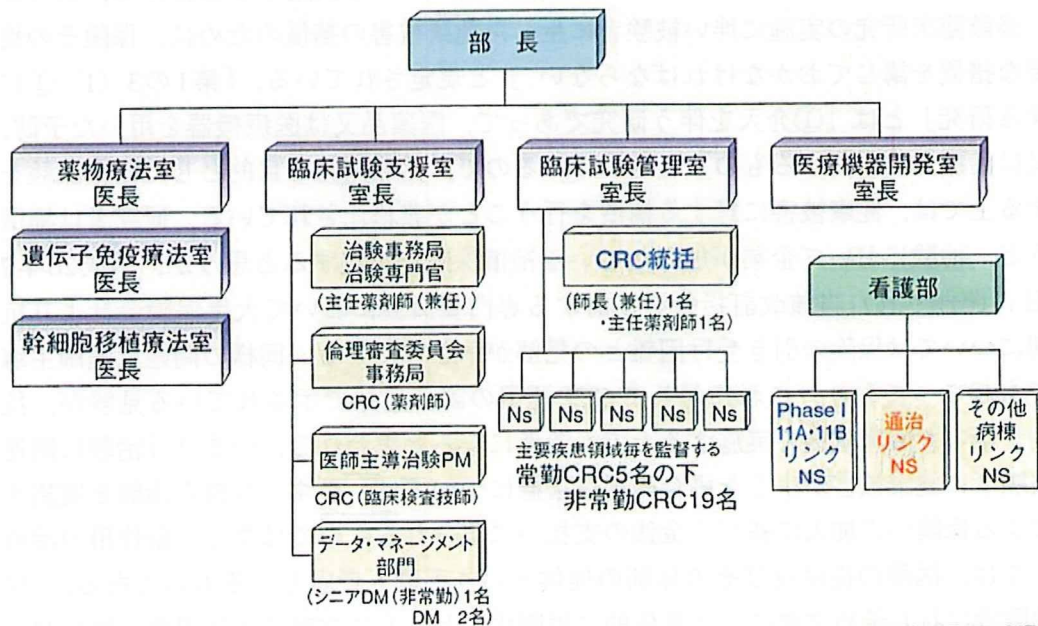 部　長
薬物療法室
医長
遺伝子免疫療法室
医長
幹細胞移植療法室
医長
臨床試験支援室
室長
治験事務局
治験専門官
(主任薬剤師(兼任))
倫理審査委員会
事務局
CRC(薬剤師)
医師主導治験PM
CRC(臨床検査技師)
データ・マネージメント
部門
(シニアDM(非常勤)1名
DM　2名)
臨床試験管理室
室長
CRC統括
(師長(兼任)1名
・主任薬剤師1名)
Ns Ns Ns Ns Ns
主要疾患領域毎を監督する
常勤CRC5名の下
非常勤CRC19名
医療機器開発室
室長
看護部
Phase I
11A・11B
リンク
NS
通治
リンク
NS
その他
病棟
リンク
NS